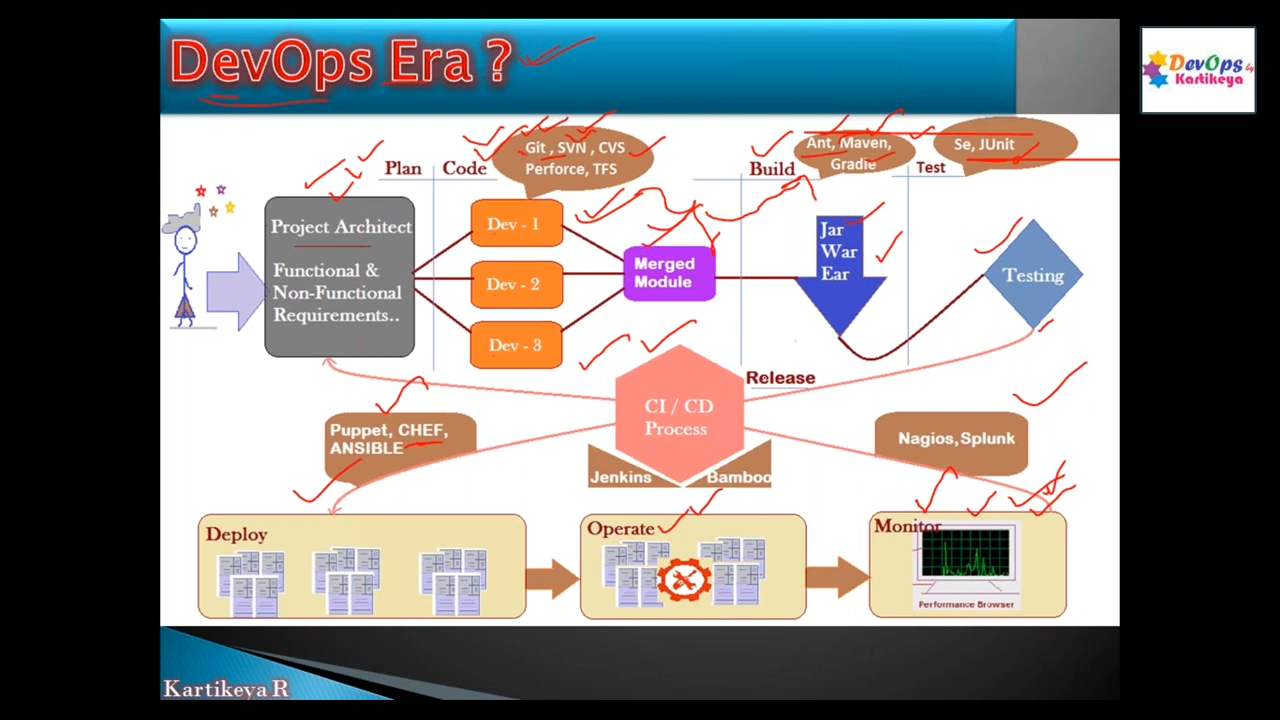 DevOps Era ?
DevOps by
Kartikeya
Plan
Code
Git , SVN , CVS
Perforce, TFS
Build
Ant, Maven,
Gradle
Test
Se, JUnit
Project Architect
Functional &
Non-Functional
Requirements..
Dev - 1
Dev - 2
Dev - 3
Merged
Module
Jar
War
Ear
Testing
Release
CI / CD
Process
Jenkins
Bamboo
Puppet, CHEF,
ANSIBLE
Nagios, Splunk
Deploy
Operate
Monitor
Performance Browser
Kartikeya R